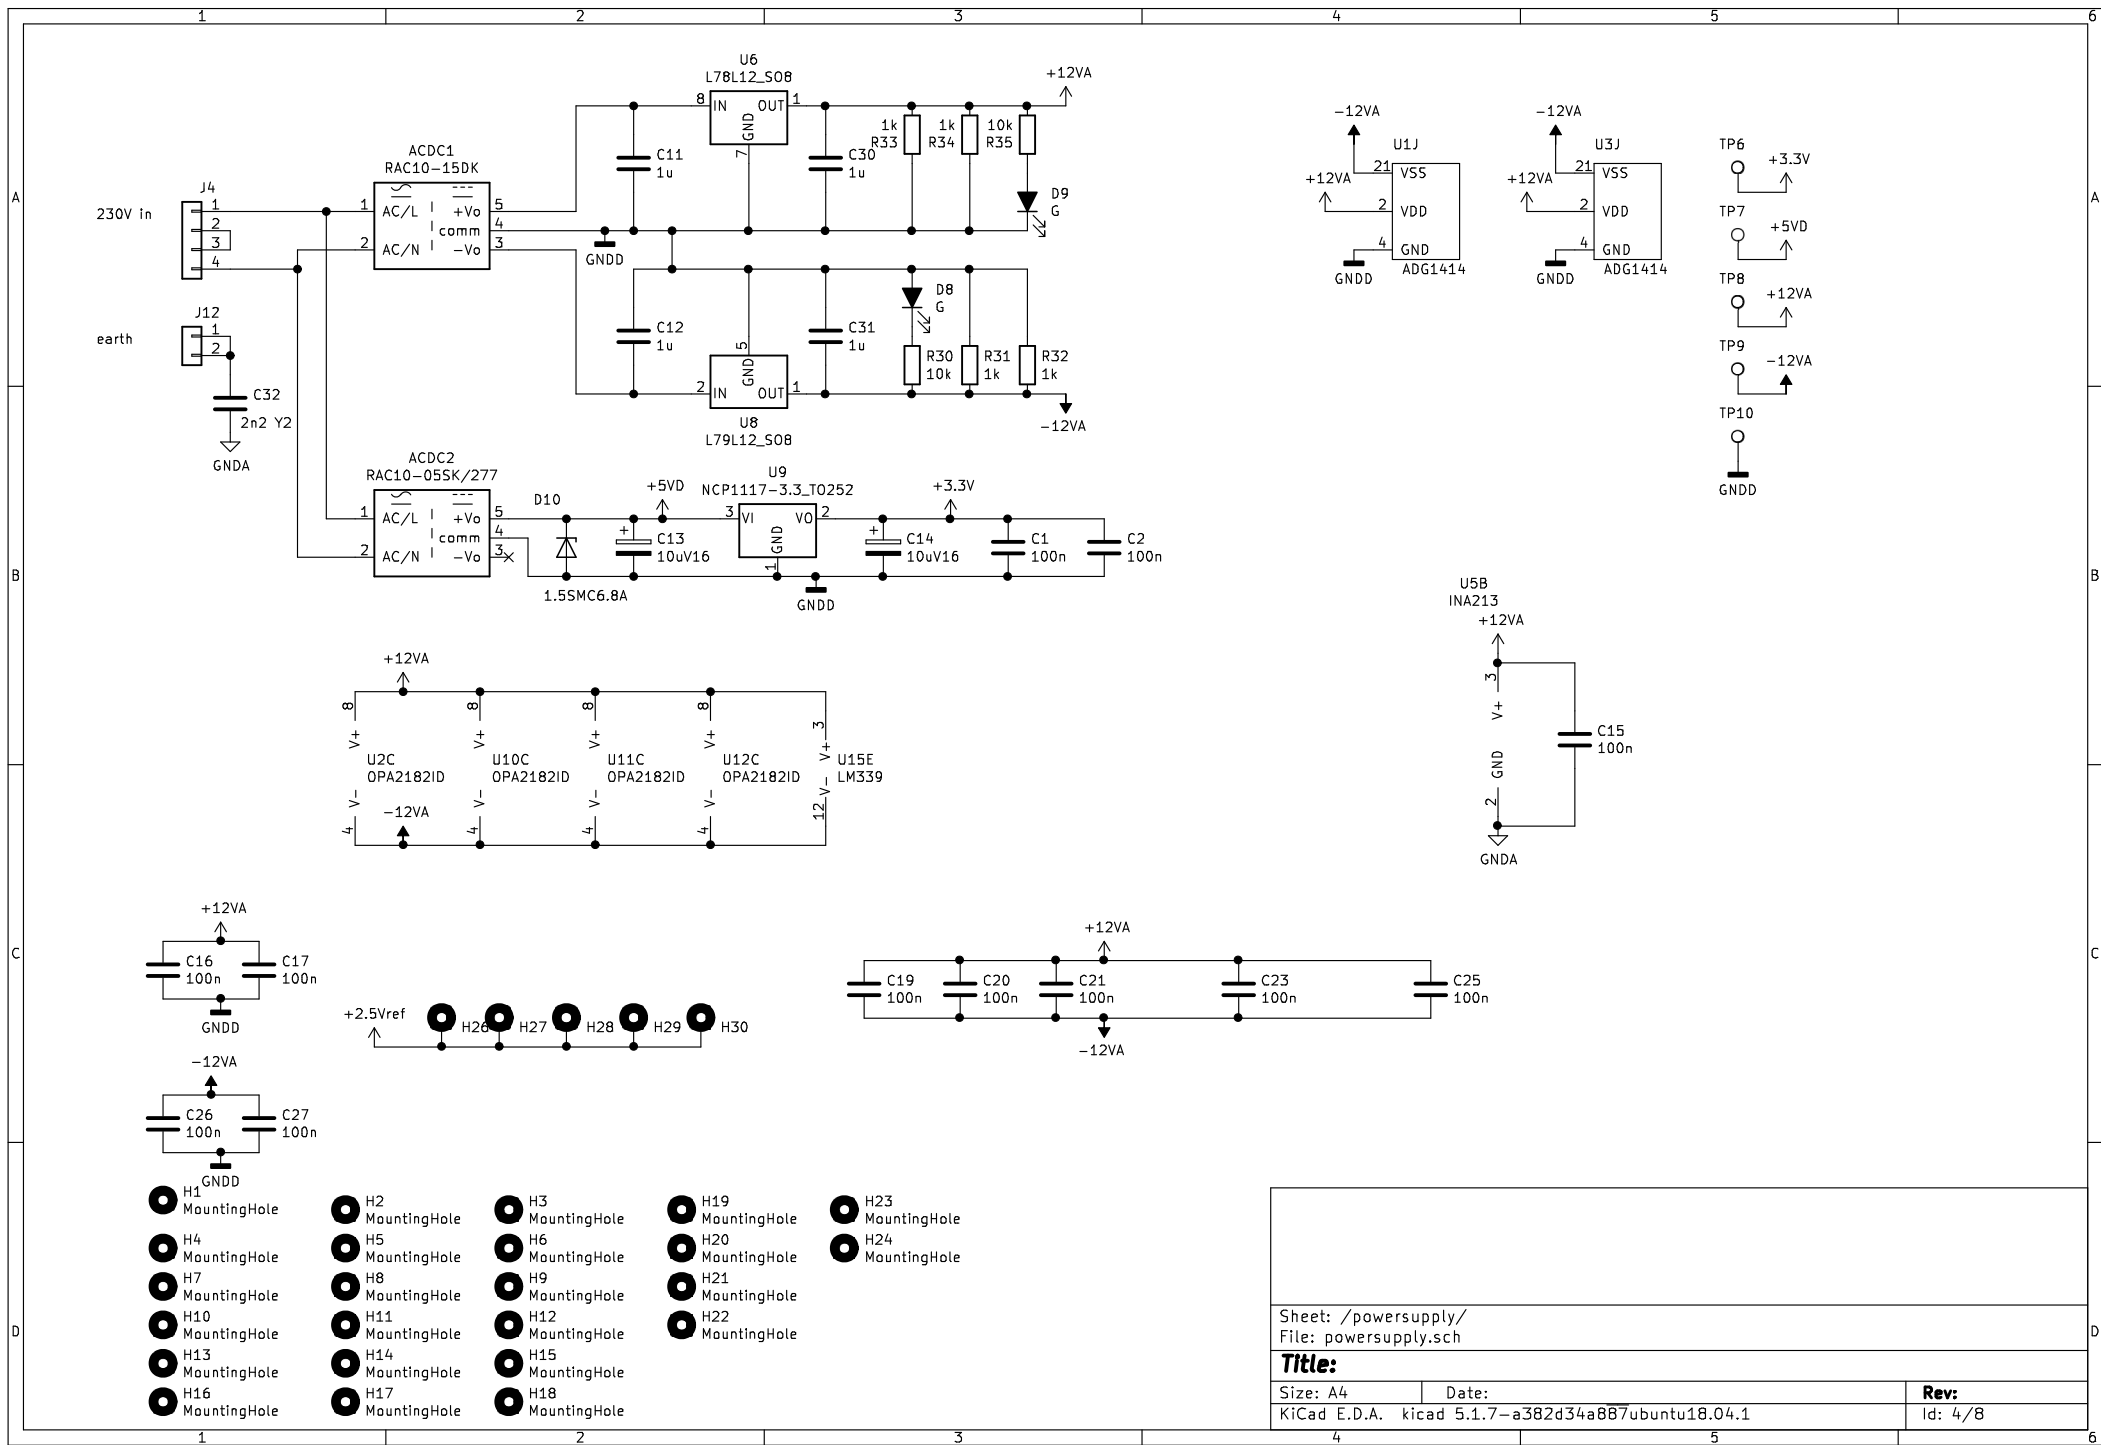 1 2 3 4 5 6
A A
B B
C C
D D
230V in
J4
1
2
3
4
earth
J12
1
2
C32
2n2 Y2
GNDA
ACDC1
RAC10-15DK
1 AC/L
2 AC/N
+Vo 5
comm 4
-Vo 3
GNDD
C11
1u
U6
L78L12_SO8
8 IN OUT 1
GND
7
C30
1u
1k
R33
1k
R34
10k
R35
+12VA
D9
G
C12
1u
5
GND
2 IN OUT 1
U8
L79L12_SO8
C31
1u
D8
G
R30
10k
R31
1k
R32
1k
-12VA
ACDC2
RAC10-05SK/277
1 AC/L
2 AC/N
+Vo 5
comm 4
-Vo 3
D10
1.5SMC6.8A
+5VD
+
C13
10uV16
U9
NCP1117-3.3_TO252
3 VI VO 2
GND
1
GNDD
+3.3V
+
C14
10uV16
C1
100n
C2
100n
-12VA
U1J
21 VSS
+12VA
2 VDD
4 GND
GNDD
ADG1414
-12VA
U3J
21 VSS
+12VA
2 VDD
4 GND
GNDD
ADG1414
TP6
+3.3V
TP7
+5VD
TP8
+12VA
TP9
-12VA
TP10
GNDD
U5B
INA213
+12VA
3
V+
GND
2
GNDA
C15
100n
+12VA
8 8 8 8 3
V+ V+ V+ V+ V+
U2C
OPA2182ID
U10C
OPA2182ID
U11C
OPA2182ID
U12C
OPA2182ID
U15E
LM339
V- V- V- V- V-
-12VA
4 4 4 4 12
+12VA
C16
100n
C17
100n
GNDD
-12VA
C26
100n
C27
100n
GNDD
+2.5Vref
H26 H27 H28 H29 H30
+12VA
C19
100n
C20
100n
C21
100n
C23
100n
C25
100n
-12VA
H1
MountingHole
H4
MountingHole
H7
MountingHole
H10
MountingHole
H13
MountingHole
H16
MountingHole
H2
MountingHole
H5
MountingHole
H8
MountingHole
H11
MountingHole
H14
MountingHole
H17
MountingHole
H3
MountingHole
H6
MountingHole
H9
MountingHole
H12
MountingHole
H15
MountingHole
H18
MountingHole
H19
MountingHole
H20
MountingHole
H21
MountingHole
H22
MountingHole
H23
MountingHole
H24
MountingHole
Sheet: /powersupply/
File: powersupply.sch
Title:
Size: A4 Date: Rev:
KiCad E.D.A. kicad 5.1.7-a382d34a887ubuntu18.04.1 Id: 4/8
1 2 3 4 5 6